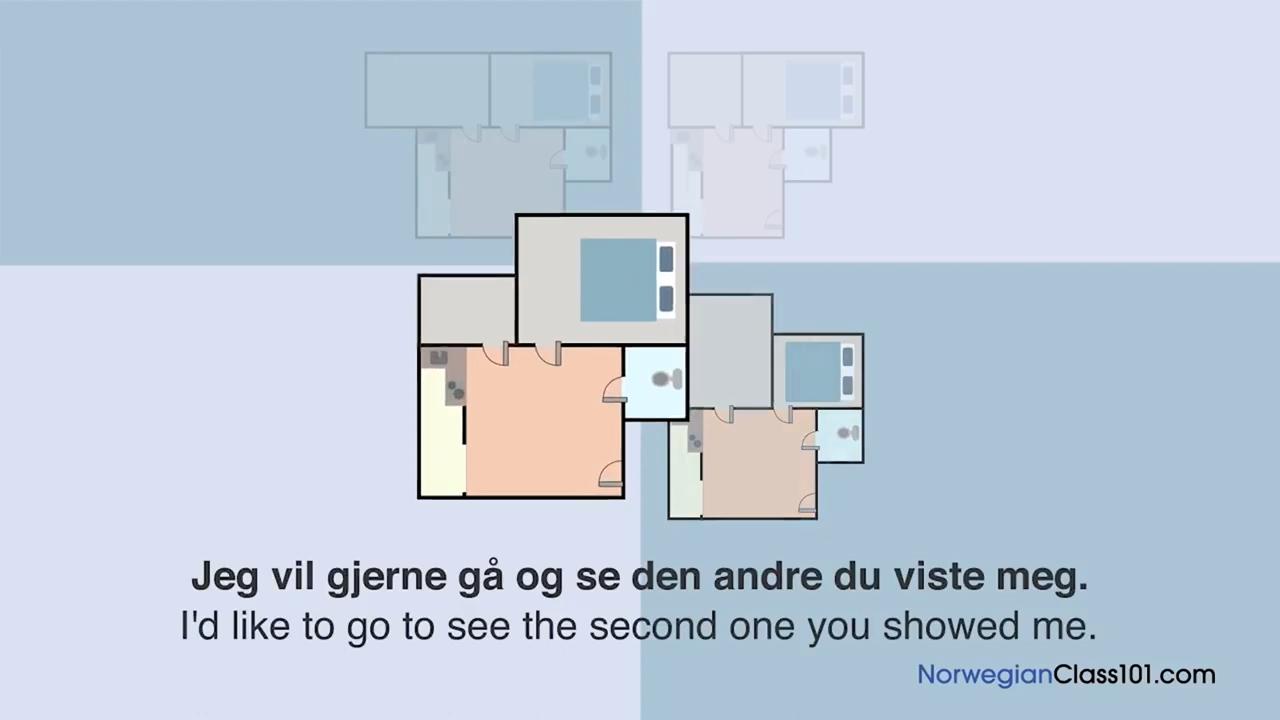 Jeg vil gjerne gå og se den andre du viste meg.
I'd like to go to see the second one you showed me.
NorwegianClass101.com